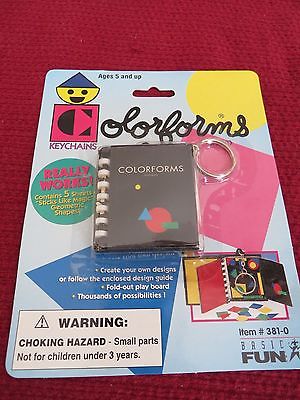 Ages 5 and up
Colorforms®
KEYCHAINS
REALLY
WORKS!
Contains 5 Sheets
"Sticks Like Magic"
Geometric
Shapes!
COLORFORMS
• Create your own designs
or follow the enclosed design guide
• Fold-out play board
• Thousands of possibilities !
WARNING:
CHOKING HAZARD - Small parts
Not for children under 3 years.
Item # 381-0
BASIC
FUN